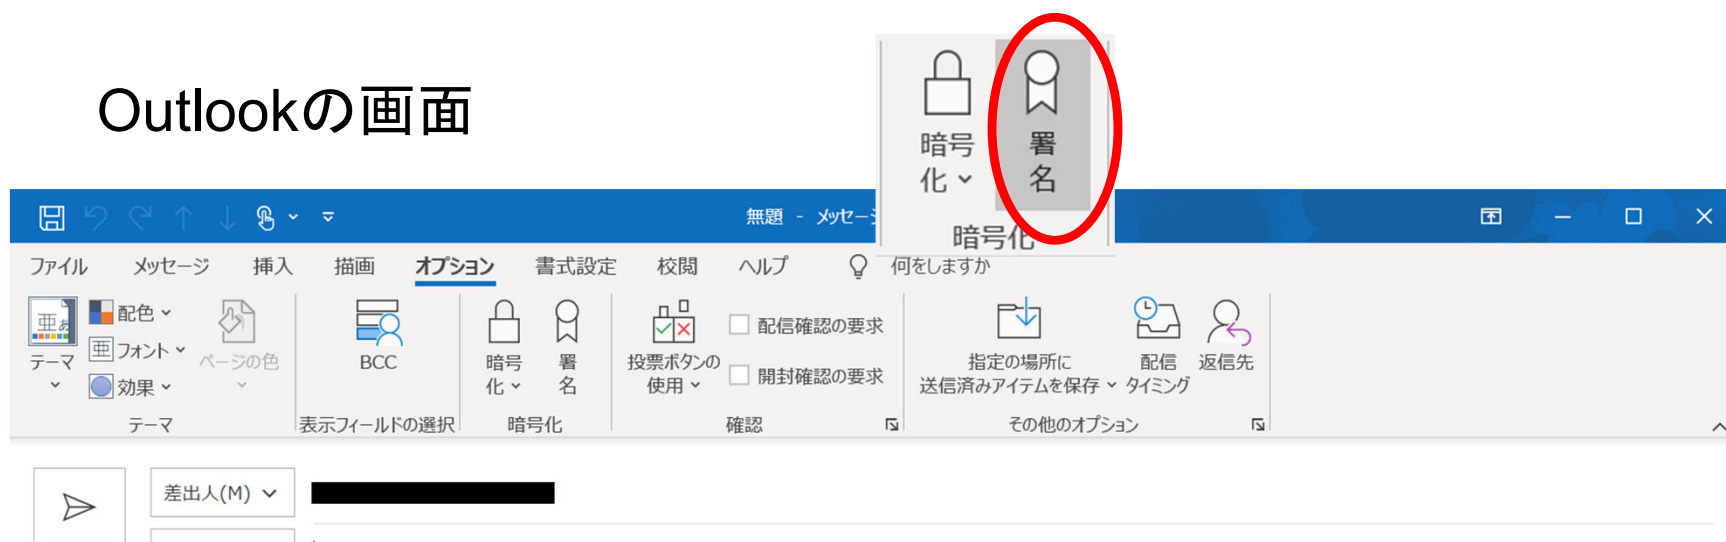 Outlookの画面
暗号
化
署
名
暗号化
無題 - メッセー
ファイル メッセージ 挿入 描画 オプション 書式設定 校閲 ヘルプ 何をしますか
テーマ
配色
亜 フォント
効果
ページの色
テーマ
BCC
表示フィールドの選択
暗号
化
署
名
暗号化
投票ボタンの
使用
配信確認の要求
開封確認の要求
確認
指定の場所に
送信済みアイテムを保存
配信
タイミング
返信先
その他のオプション
差出人(M)